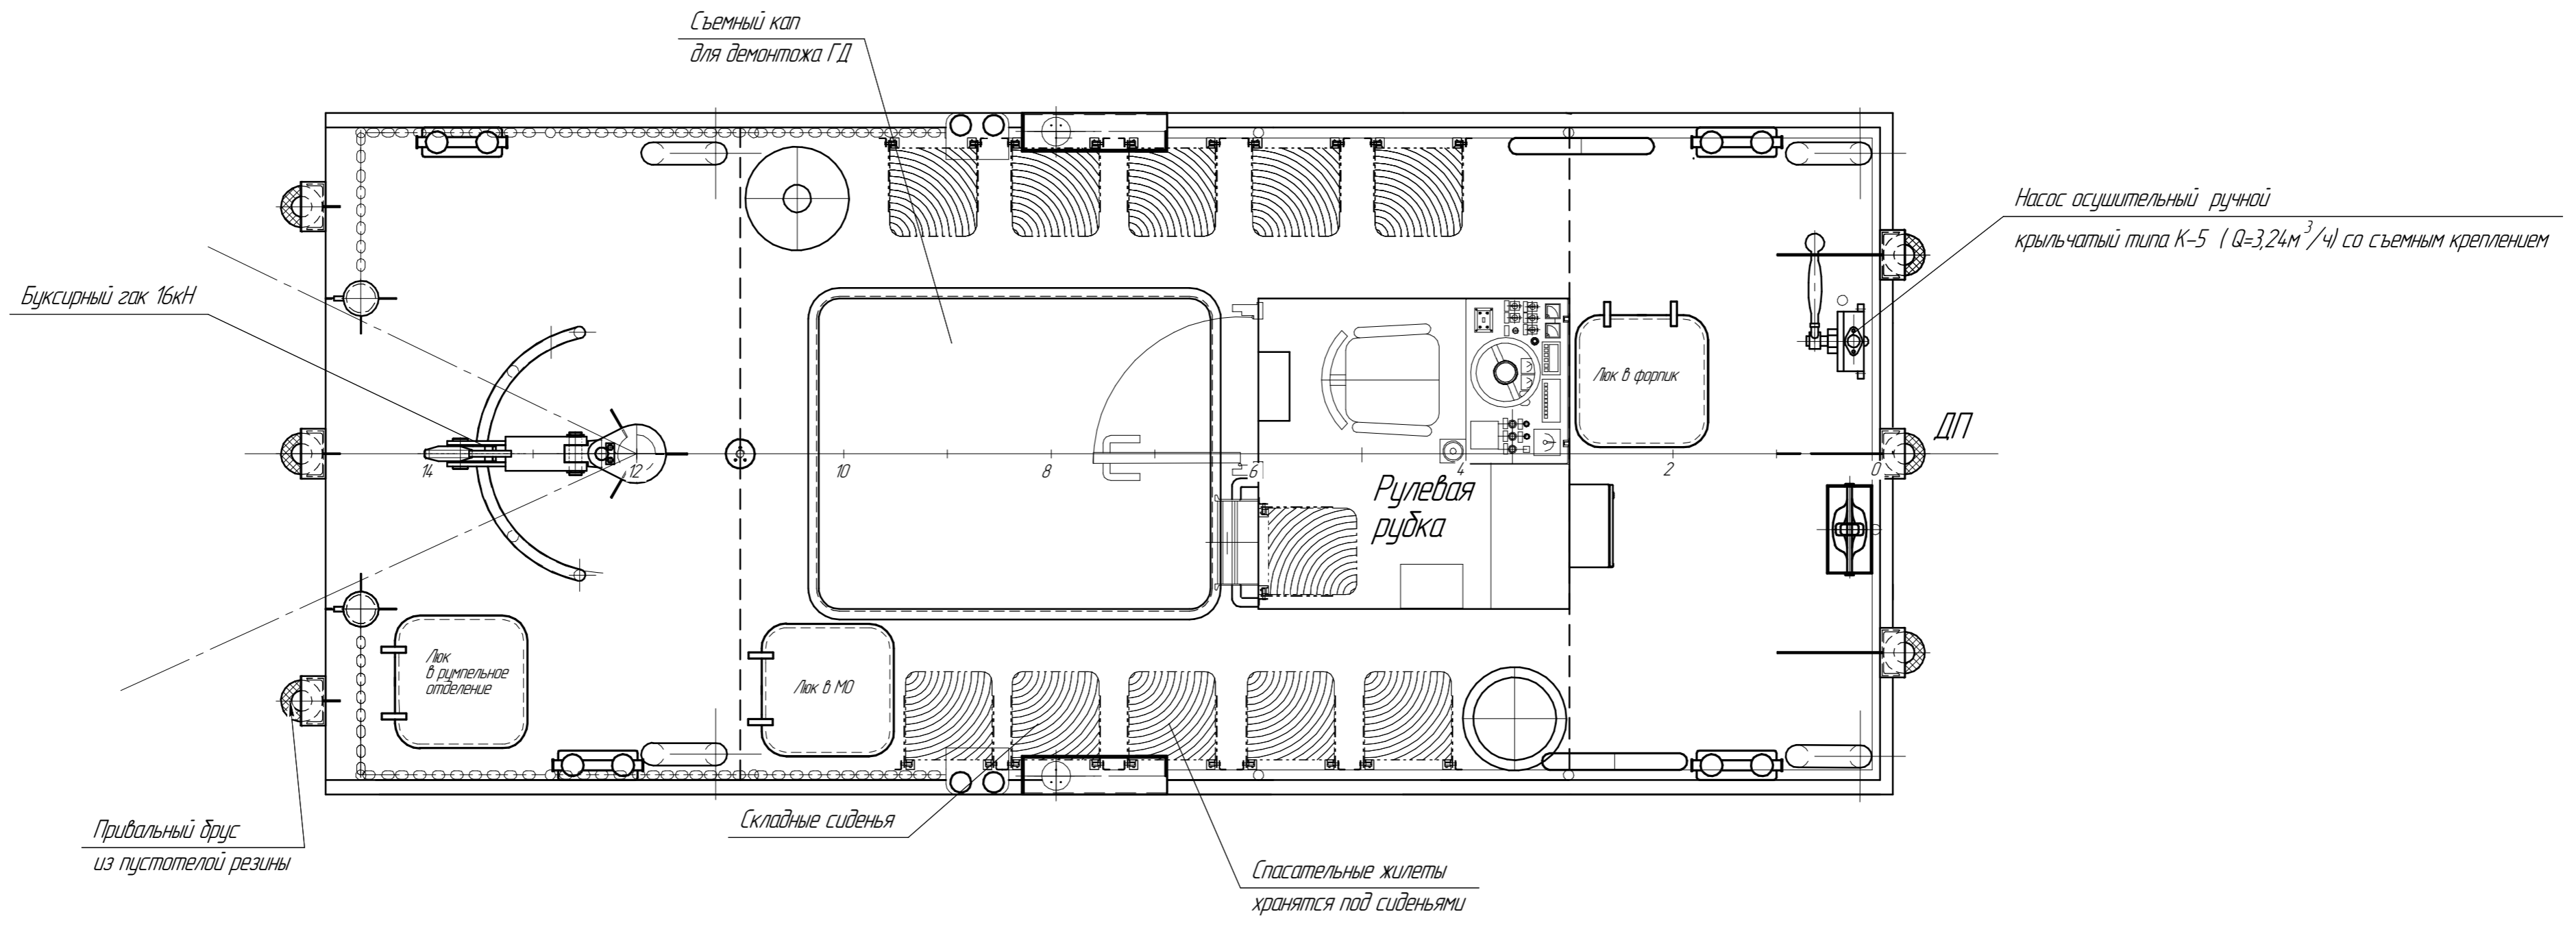 Съемный кап
для демонтожа ГД
Насос осушительный ручной
крыльчатый типа К-5 ( Q=3,24м³/ч) со съемным креплением
Буксирный гак 16кН
Люк в форпик
ДП
14
12
10
8
6
4
2
0
Рулевая
рубка
Люк
в румпельное
отделение
Люк в МО
Складные сиденья
Привальный брус
из пустотелой резины
Спасательные жилеты
хранятся под сиденьями